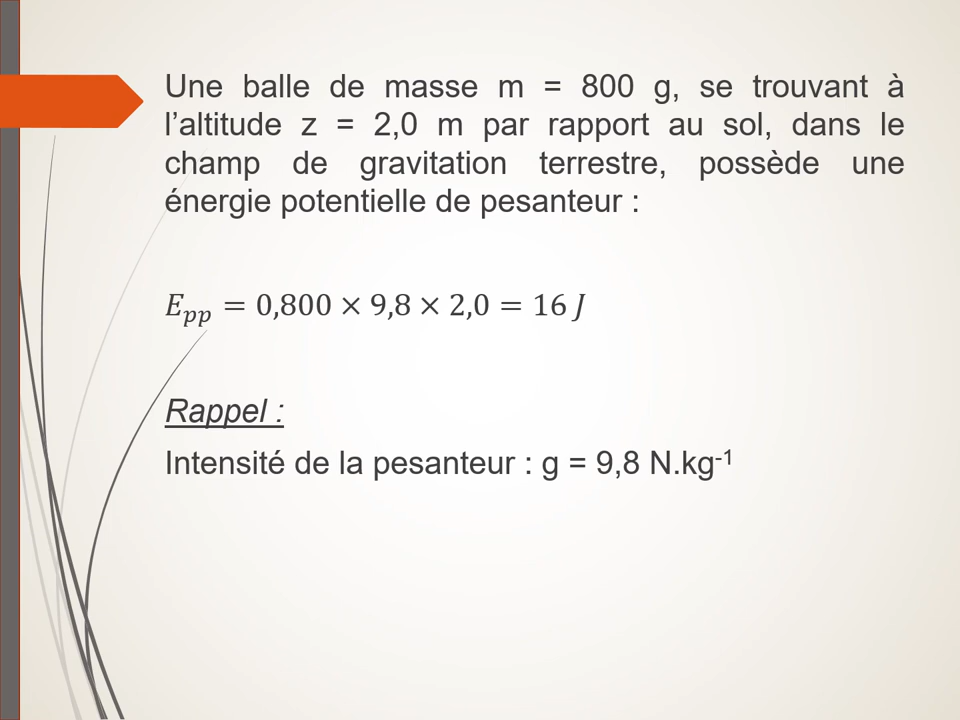 Une balle de masse m = 800 g, se trouvant à
l’altitude z = 2,0 m par rapport au sol, dans le
champ de gravitation terrestre, possède une
énergie potentielle de pesanteur :
E_pp = 0,800 × 9,8 × 2,0 = 16 J
Rappel :
Intensité de la pesanteur : g = 9,8 N.kg⁻¹